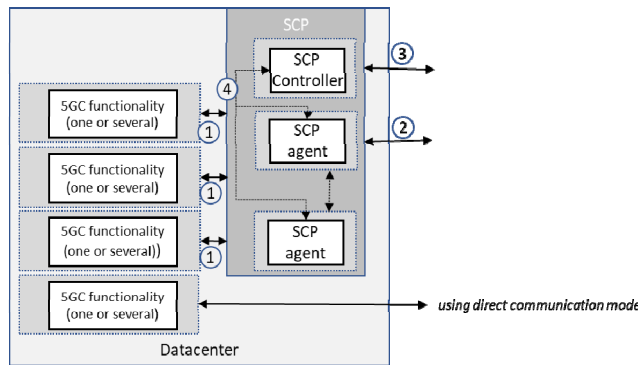 SCP
SCP
Controller
3
4
5GC functionality
(one or several)
1
SCP
agent
2
5GC functionality
(one or several)
1
5GC functionality
(one or several))
1
SCP
agent
5GC functionality
(one or several)
using direct communication mode
Datacenter